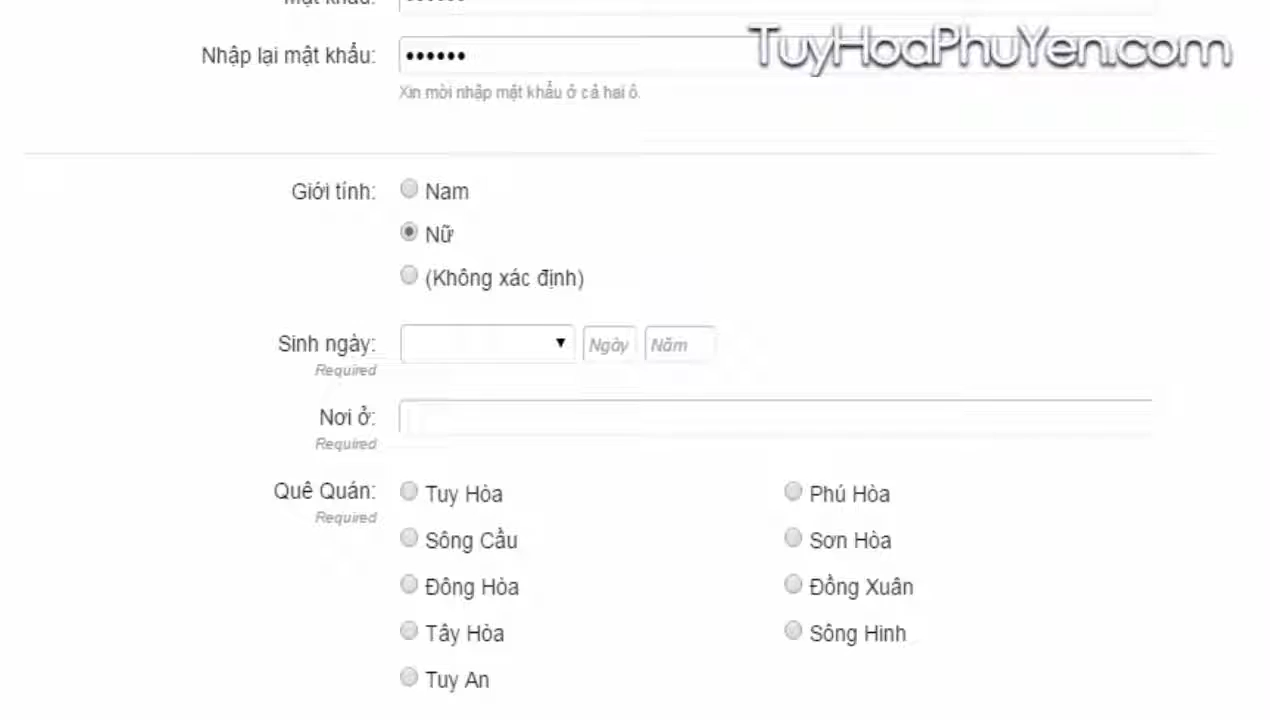 Mật khẩu:
TuyHoaPhuYen.com
Nhập lại mật khẩu: ••••••
Xin mời nhập mật khẩu ở cả hai ô.
Giới tính: Nam
Nữ
(Không xác định)
Sinh ngày: Ngày Năm
Required
Nơi ở:
Required
Quê Quán: Tuy Hòa Phú Hòa
Required
Sông Cầu Sơn Hòa
Đông Hòa Đồng Xuân
Tây Hòa Sông Hinh
Tuy An